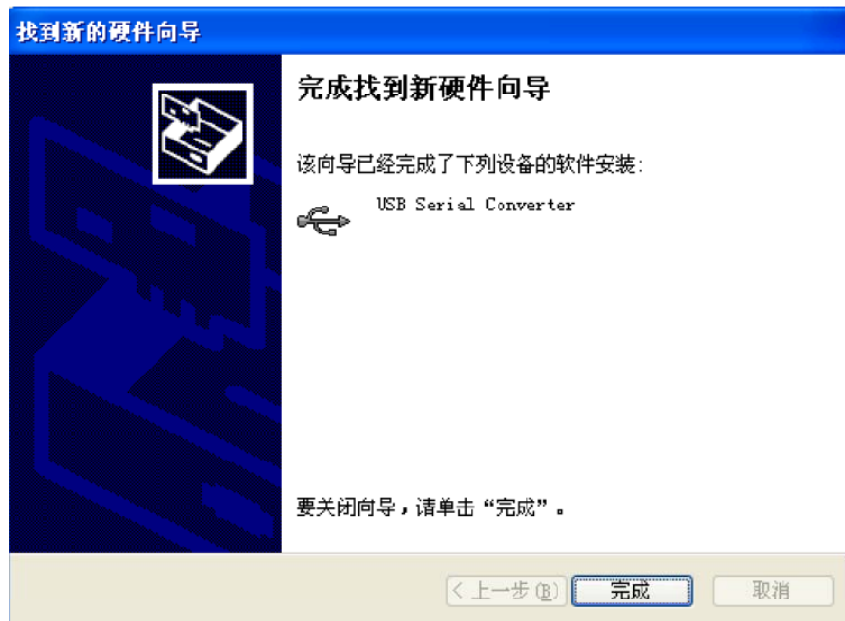 找到新的硬件向导
完成找到新硬件向导
该向导已经完成了下列设备的软件安装:
USB Serial Converter
要关闭向导，请单击“完成”。
< 上一步(B)
完成
取消